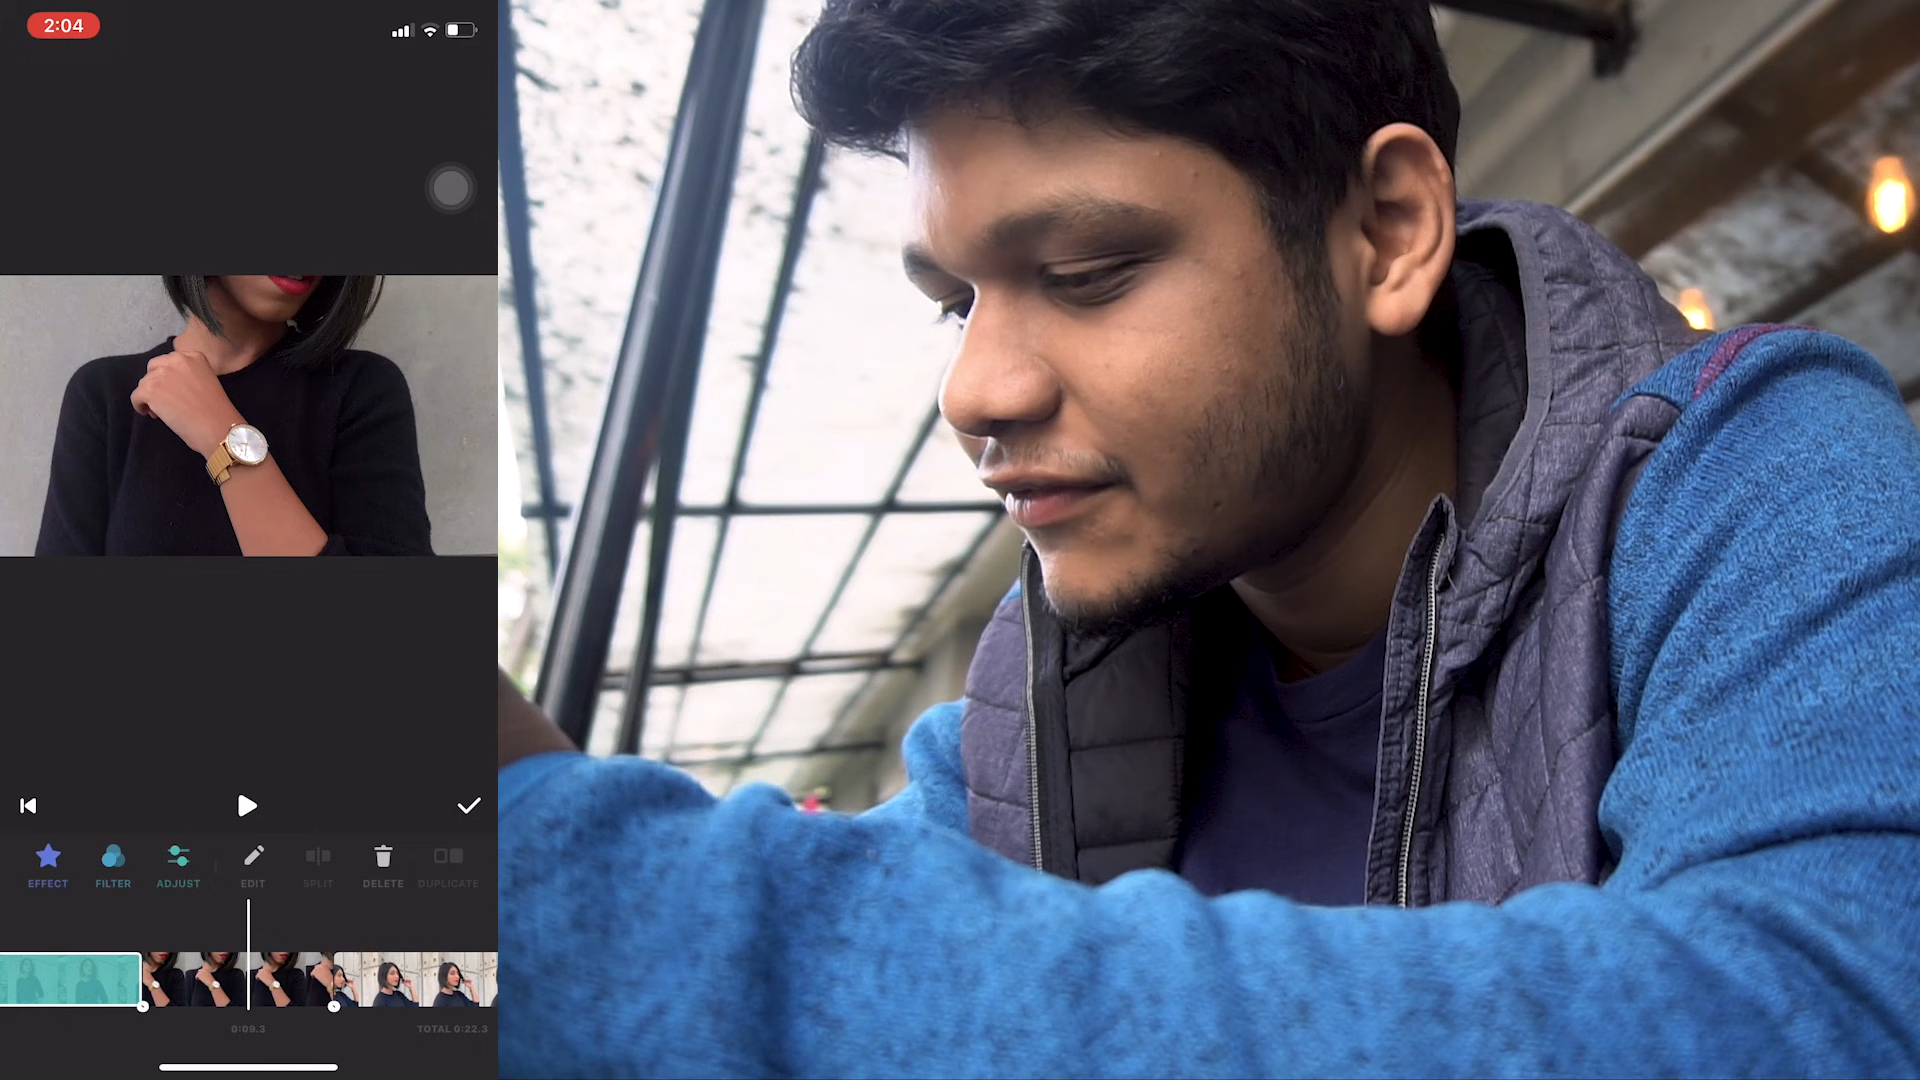 2:04
EFFECT FILTER ADJUST EDIT SPLIT DELETE DUPLICATE
0:09.3 TOTAL 0:22.3